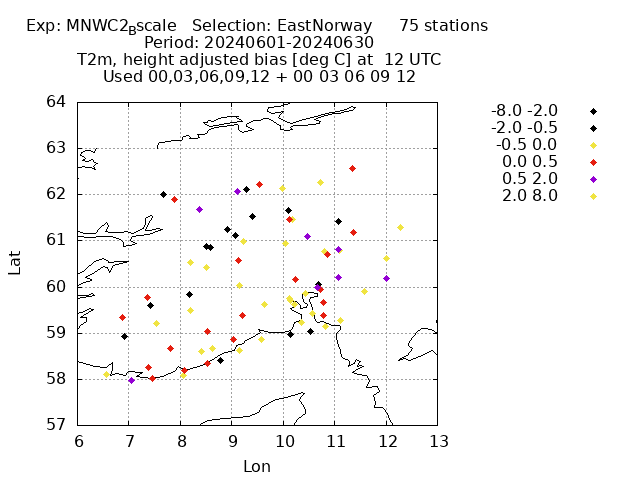 Exp: MNWC2_Bscale Selection: EastNorway 75 stations
Period: 20240601-20240630
T2m, height adjusted bias [deg C] at 12 UTC
Used 00,03,06,09,12 + 00 03 06 09 12
64
63
62
61
60
59
58
57
6 7 8 9 10 11 12 13
Lat
Lon
-8.0 -2.0
-2.0 -0.5
-0.5 0.0
0.0 0.5
0.5 2.0
2.0 8.0